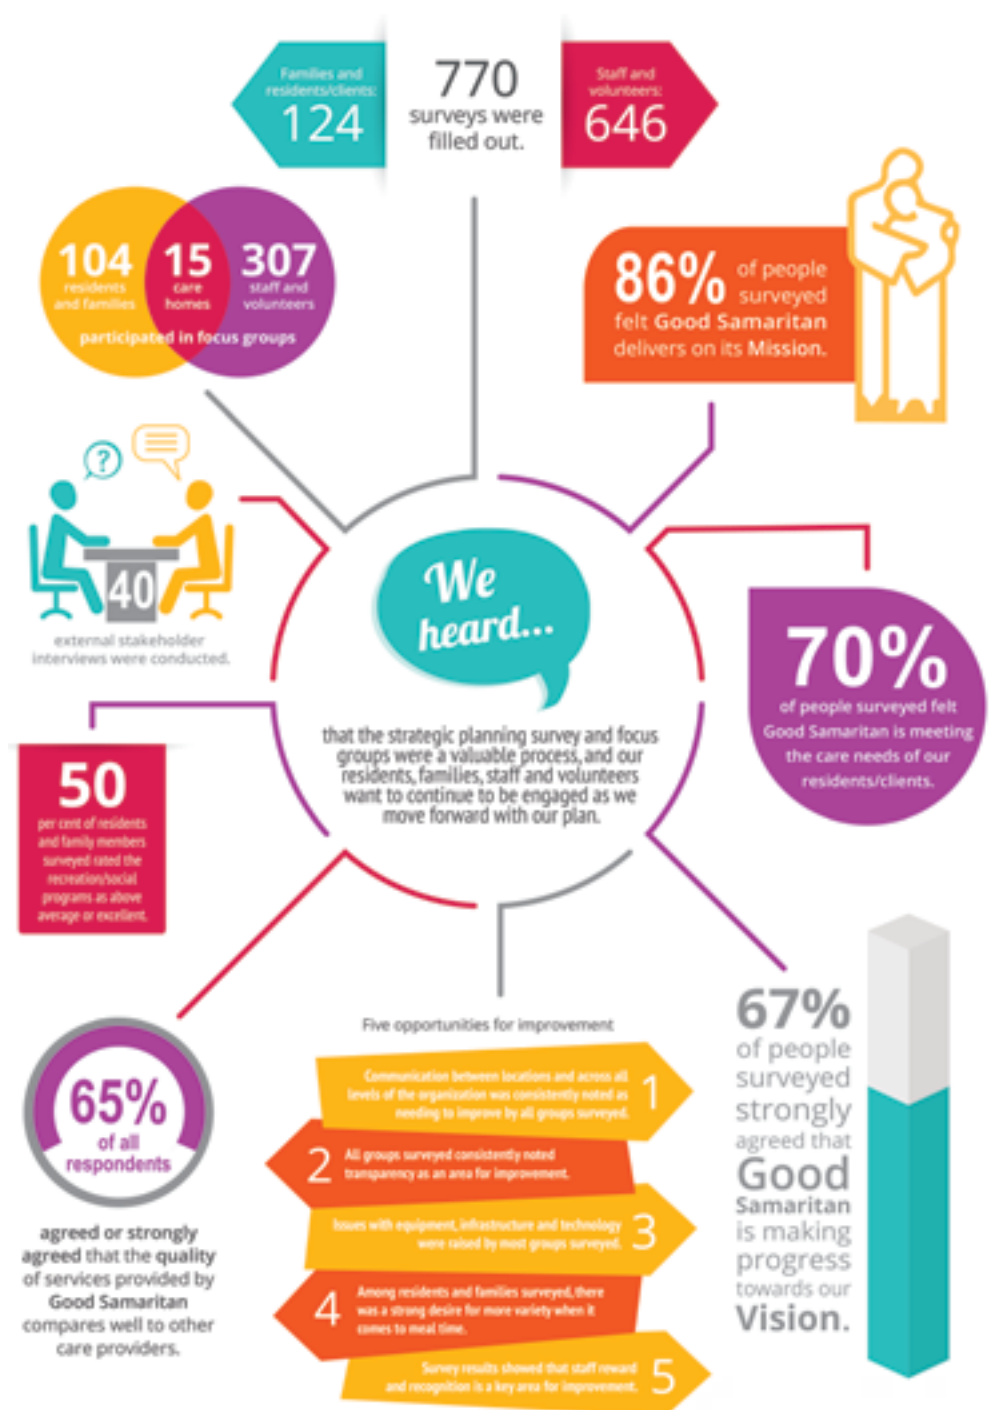 Families and
residents/clients:
124
770
surveys were
filled out.
Staff and
volunteers:
646
104
residents
and families
15
care
homes
307
staff and
volunteers
participated in focus groups
86%
of people
surveyed
felt Good Samaritan
delivers on its Mission.
?
40
external stakeholder
interviews were conducted.
We
heard...
that the strategic planning survey and focus
groups were a valuable process, and our
residents, families, staff and volunteers
want to continue to be engaged as we
move forward with our plan.
70%
of people surveyed felt
Good Samaritan is meeting
the care needs of our
residents/clients.
50
per cent of residents
and family members
surveyed rated the
recreation/social
programs as above
average or excellent.
65%
of all
respondents
agreed or strongly
agreed that the quality
of services provided by
Good Samaritan
compares well to other
care providers.
Five opportunities for improvement
Communication between locations and across all
levels of the organization was consistently noted as
needing to improve by all groups surveyed.
1
2
All groups surveyed consistently noted
transparency as an area for improvement.
Issues with equipment, infrastructure and technology
were raised by most groups surveyed.
3
4
Among residents and families surveyed, there
was a strong desire for more variety when it
comes to meal time.
Survey results showed that staff reward
and recognition is a key area for improvement.
5
67%
of people
surveyed
strongly
agreed that
Good
Samaritan
is making
progress
towards our
Vision.